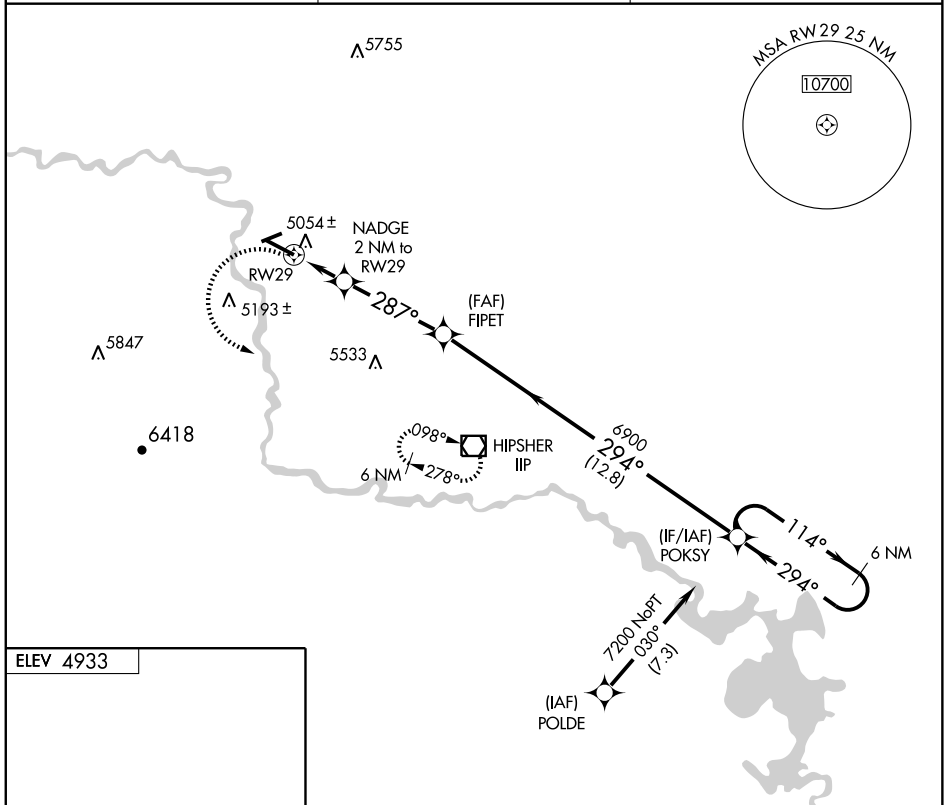 5755
MSA RW 29 25 NM
10700
5054 ±
NADGE
2 NM to
RW29
RW29
5193 ±
287°
(FAF)
FIPET
5847
5533
6418
098°
HIPSHER
IIP
6 NM
278°
6900
294°
(12.8)
(IF/IAF)
POKSY
114°
6 NM
294°
7200 NoPT
030°
(7.3)
(IAF)
POLDE
ELEV 4933